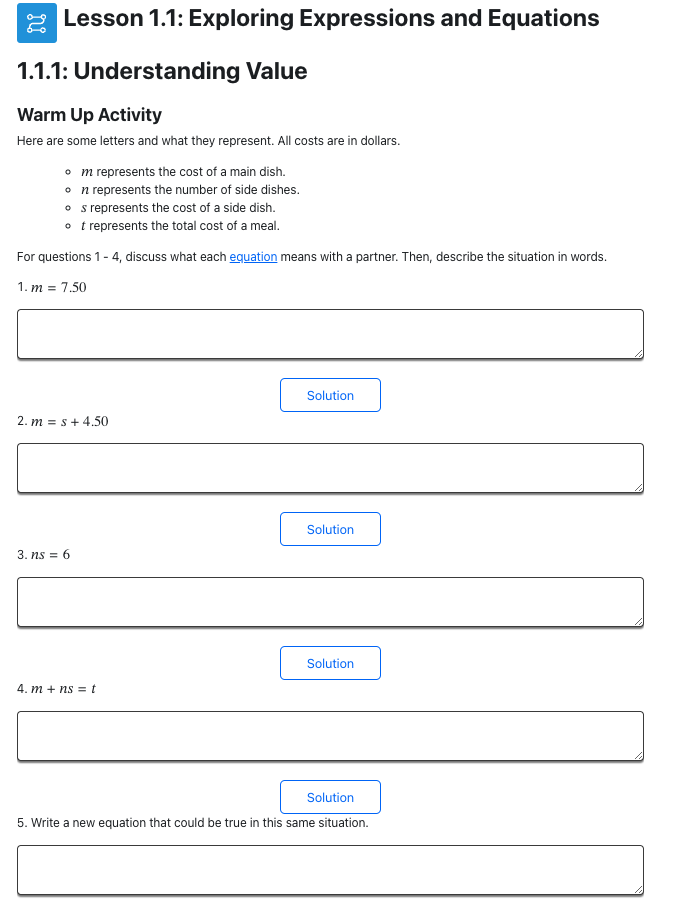 Lesson 1.1: Exploring Expressions and Equations
1.1.1: Understanding Value
Warm Up Activity
Here are some letters and what they represent. All costs are in dollars.
m represents the cost of a main dish.
n represents the number of side dishes.
s represents the cost of a side dish.
t represents the total cost of a meal.
For questions 1 - 4, discuss what each equation means with a partner. Then, describe the situation in words.
1. m = 7.50
Solution
2. m = s + 4.50
Solution
3. ns = 6
Solution
4. m + ns = t
Solution
5. Write a new equation that could be true in this same situation.